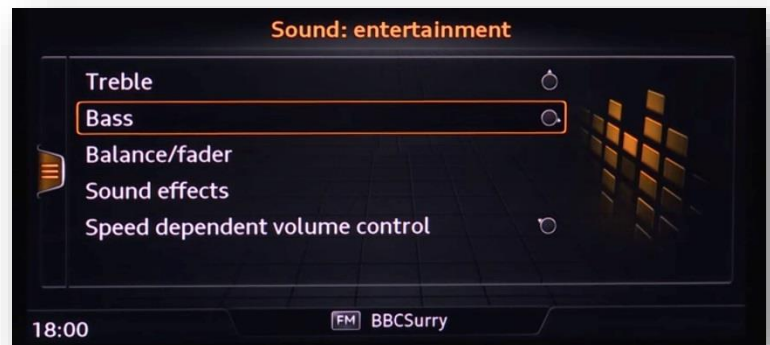 Sound: entertainment
Treble
Bass
Balance/fader
Sound effects
Speed dependent volume control
18:00
FM BBCSurry